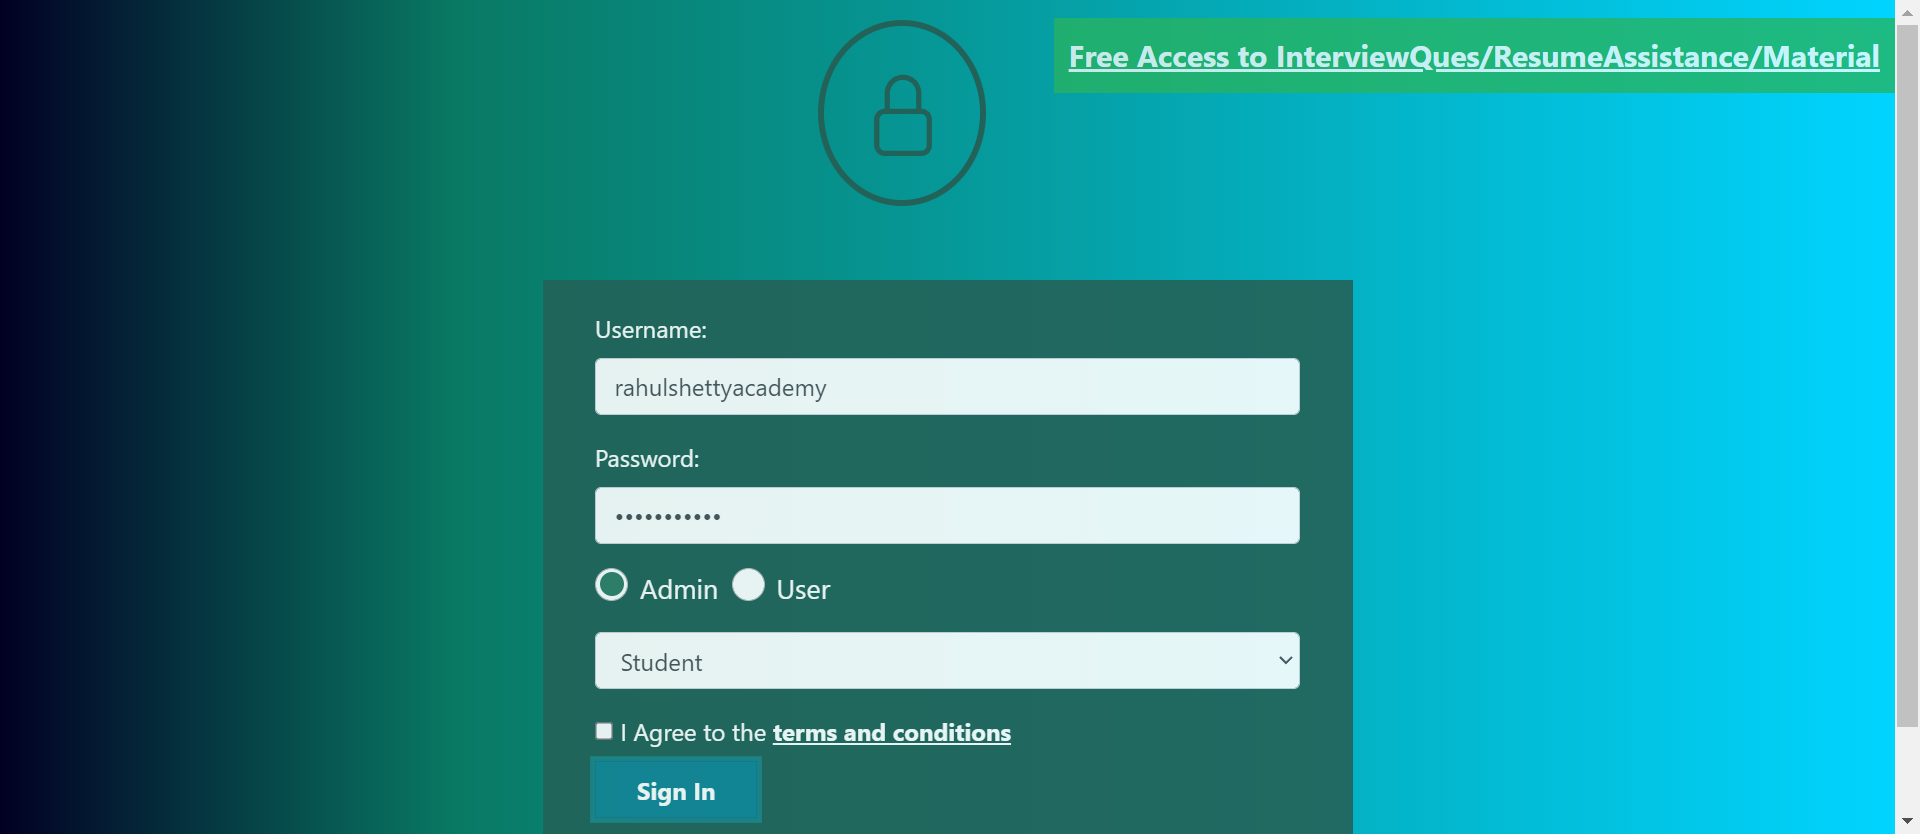 Free Access to InterviewQues/ResumeAssistance/Material
Username:
rahulshettyacademy
Password:
•••••••••••
Admin User
Student
I Agree to the terms and conditions
Sign In